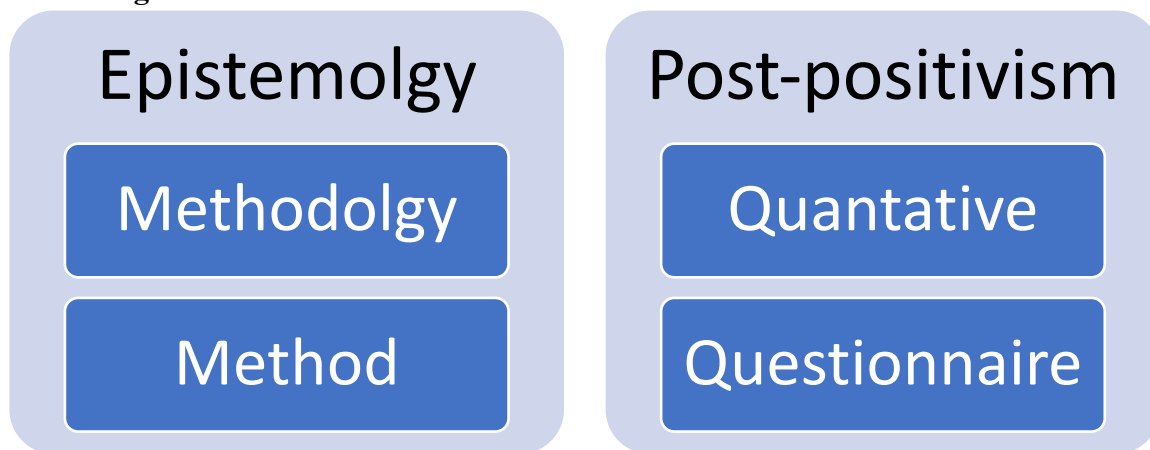 Epistemolgy
Methodolgy
Method
Post-positivism
Quantative
Questionnaire